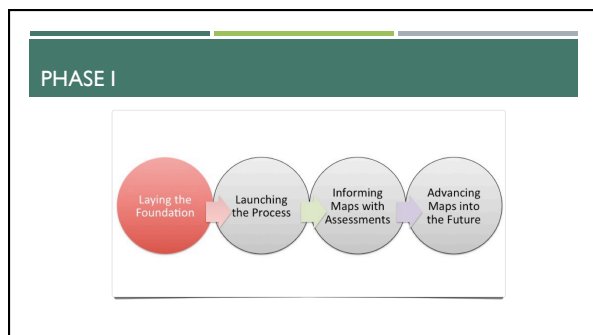 PHASE I
Laying the
Foundation
Launching
the Process
Informing
Maps with
Assessments
Advancing
Maps into
the Future